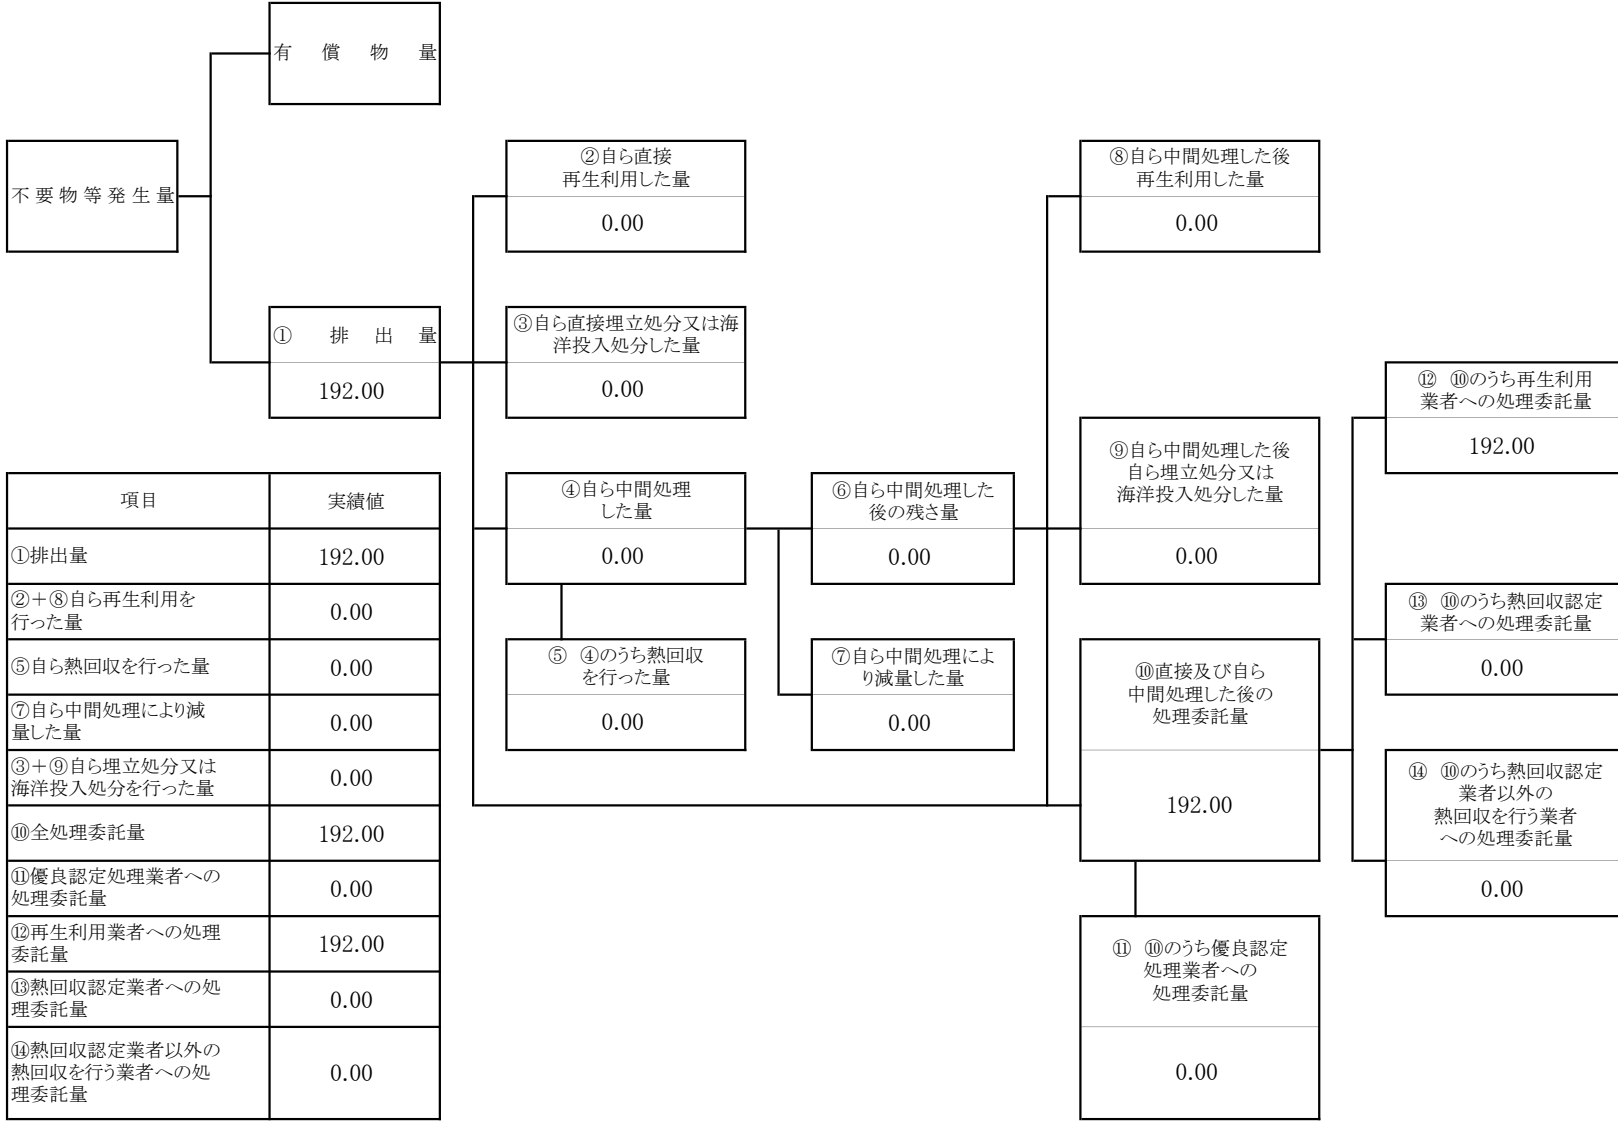 有償物量
不要物等発生量
②自ら直接
再生利用した量
0.00
⑧自ら中間処理した後
再生利用した量
0.00
① 排出量
192.00
③自ら直接埋立処分又は海
洋投入処分した量
0.00
⑫ ⑩のうち再生利用
業者への処理委託量
192.00
④自ら中間処理
した量
0.00
⑥自ら中間処理した
後の残さ量
0.00
⑨自ら中間処理した後
自ら埋立処分又は
海洋投入処分した量
0.00
⑤ ④のうち熱回収
を行った量
0.00
⑦自ら中間処理によ
り減量した量
0.00
⑩直接及び自ら
中間処理した後の
処理委託量
192.00
⑬ ⑩のうち熱回収認定
業者への処理委託量
0.00
⑭ ⑩のうち熱回収認定
業者以外の
熱回収を行う業者
への処理委託量
0.00
⑪ ⑩のうち優良認定
処理業者への
処理委託量
0.00
項目 実績値
①排出量 192.00
②+⑧自ら再生利用を
行った量
0.00
⑤自ら熱回収を行った量 0.00
⑦自ら中間処理により減
量した量
0.00
③+⑨自ら埋立処分又は
海洋投入処分を行った量
0.00
⑩全処理委託量 192.00
⑪優良認定処理業者への
処理委託量
0.00
⑫再生利用業者への処理
委託量
192.00
⑬熱回収認定業者への処
理委託量
0.00
⑭熱回収認定業者以外の
熱回収を行う業者への処
理委託量
0.00